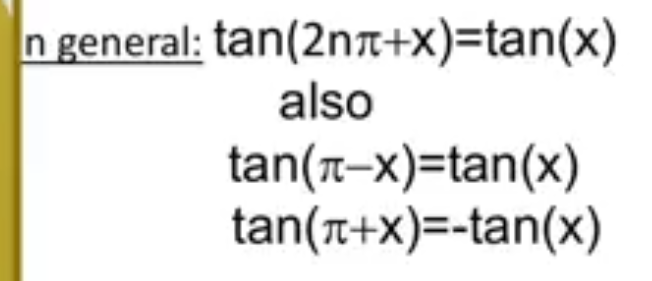 n general: tan(2nπ+x)=tan(x)
also
tan(π−x)=tan(x)
tan(π+x)=-tan(x)